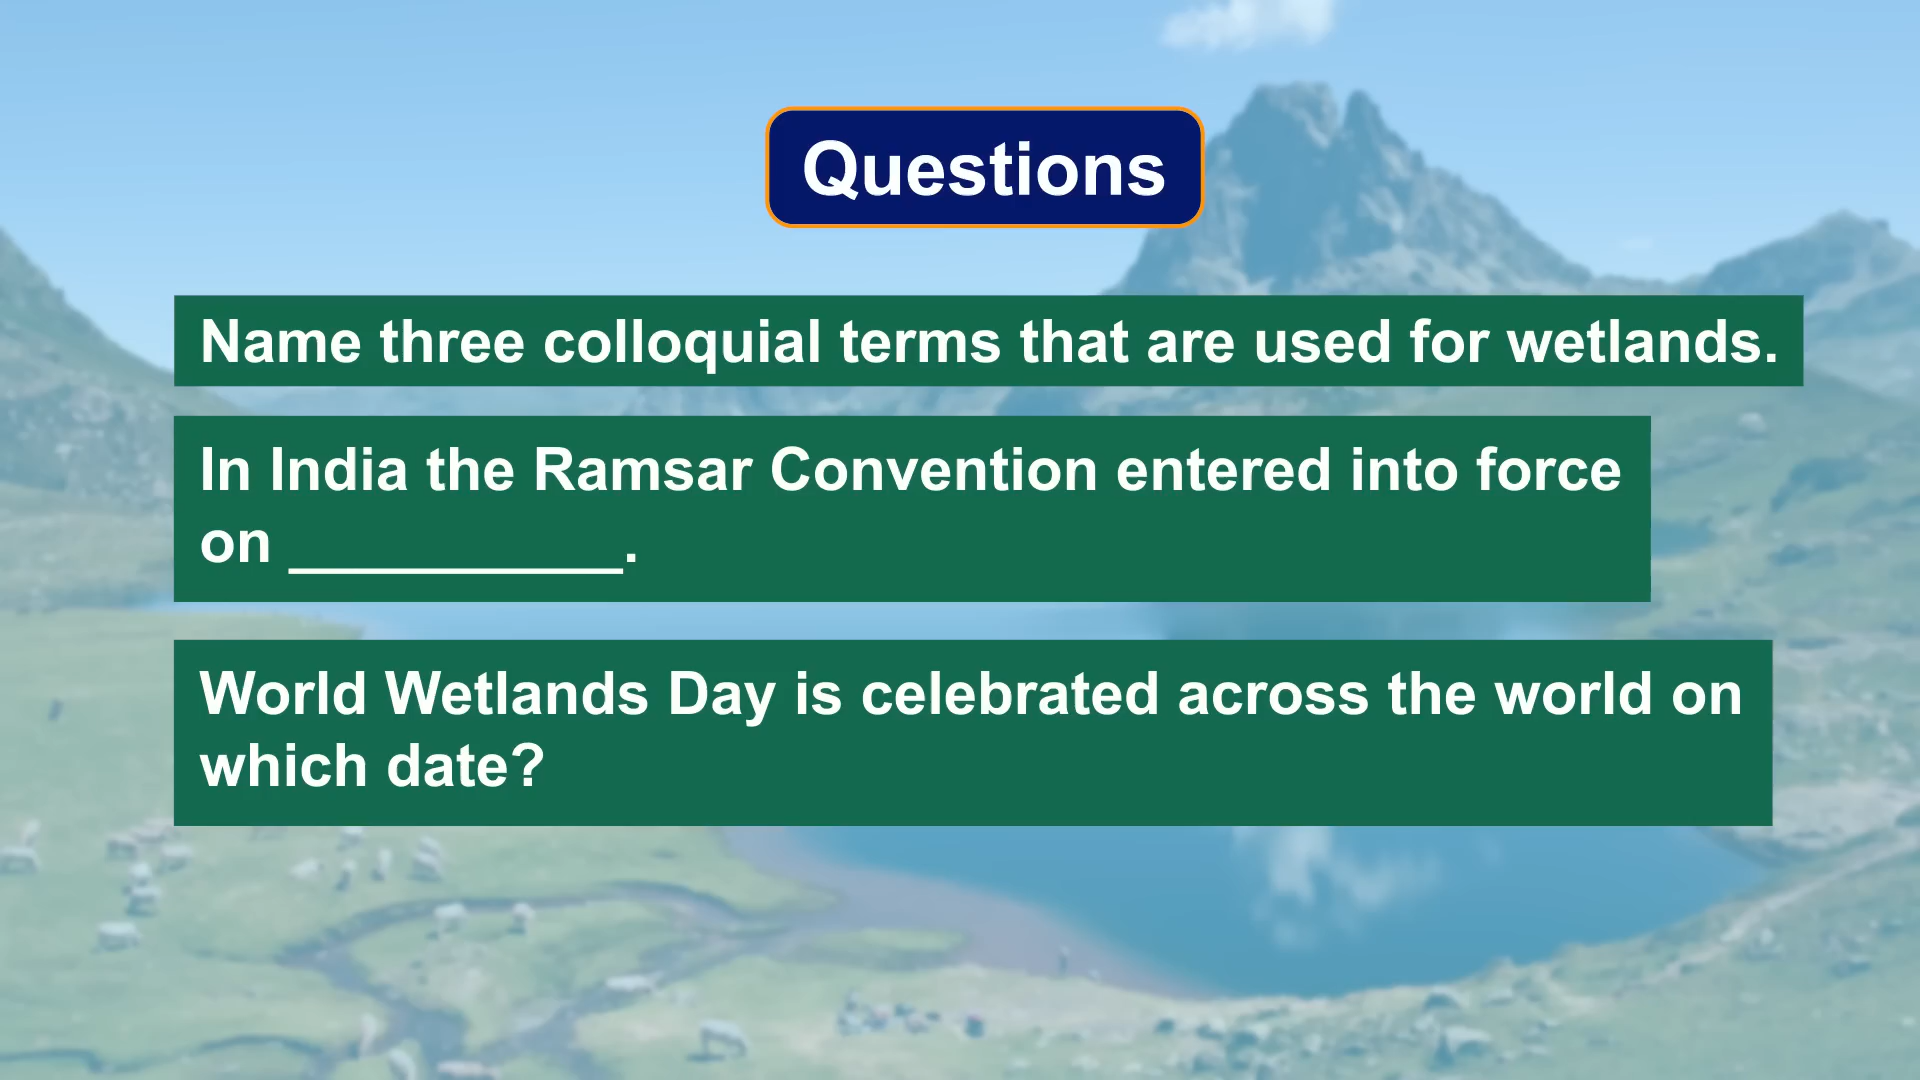 Questions
Name three colloquial terms that are used for wetlands.
In India the Ramsar Convention entered into force
on __________.
World Wetlands Day is celebrated across the world on
which date?